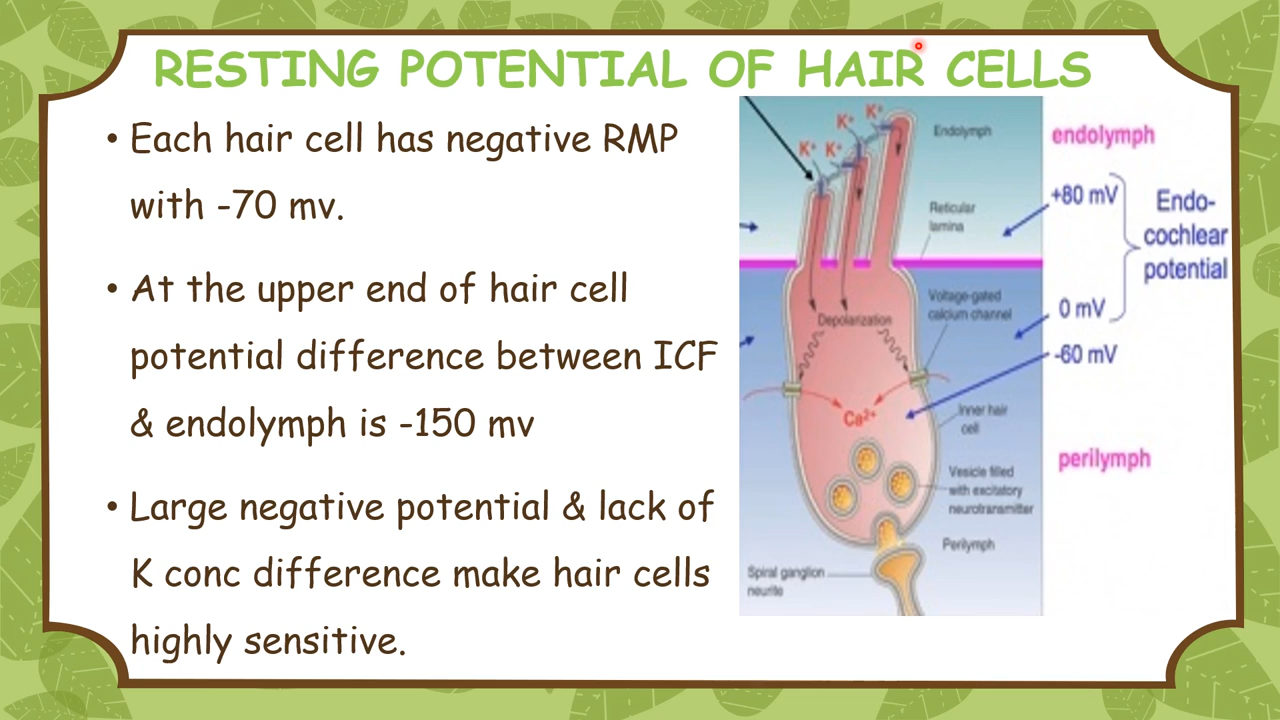 RESTING POTENTIAL OF HAIR CELLS
• Each hair cell has negative RMP
with -70 mv.
• At the upper end of hair cell
potential difference between ICF
& endolymph is -150 mv
• Large negative potential & lack of
K conc difference make hair cells
highly sensitive.
K⁺ K⁺ K⁺ K⁺
Endolymph
Reticular
lamina
Voltage-gated
calcium channel
Depolarization
Ca²⁺
Inner hair
cell
Vesicle filled
with excitatory
neurotransmitter
Perilymph
Spiral ganglion
neurite
endolymph
+80 mV
Endo-
cochlear
potential
0 mV
-60 mV
perilymph